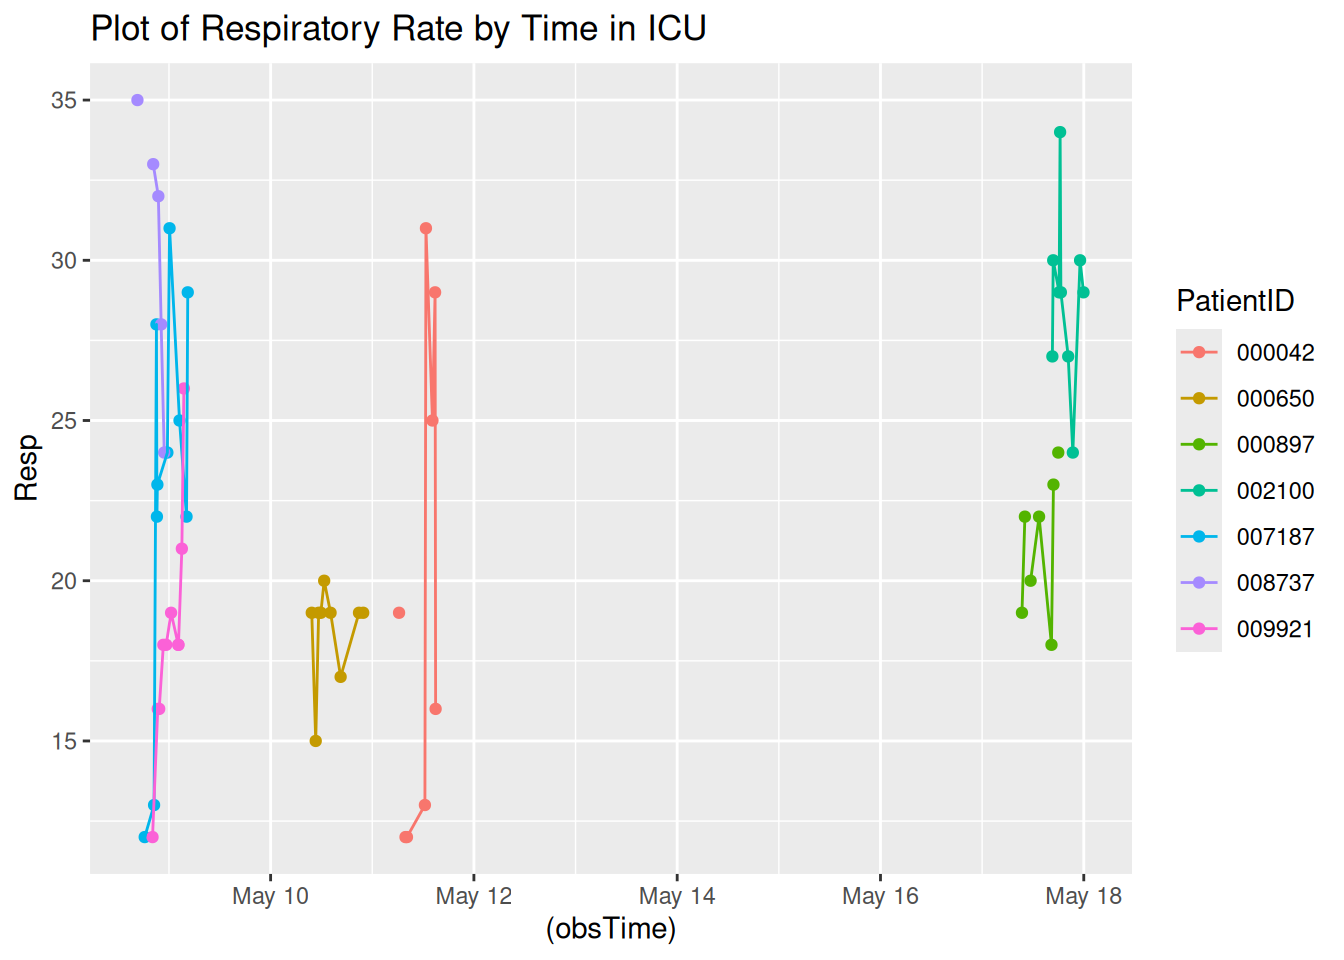 Plot of Respiratory Rate by Time in ICU
35
30
25
20
15
Resp
May 10
May 12
May 14
May 16
May 18
(obsTime)
PatientID
000042
000650
000897
002100
007187
008737
009921